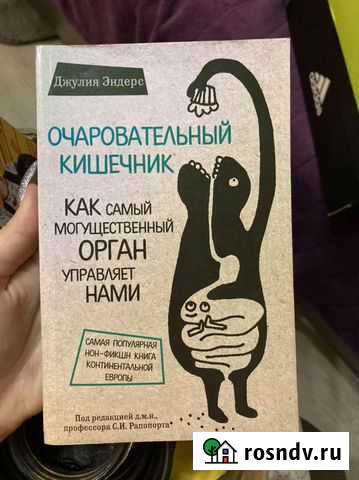 Джулия Эндерс
ОЧАРОВАТЕЛЬНЫЙ
КИШЕЧНИК
КАК САМЫЙ
МОГУЩЕСТВЕННЫЙ
ОРГАН
УПРАВЛЯЕТ
НАМИ
САМАЯ ПОПУЛЯРНАЯ
НОН-ФИКШН КНИГА
КОНТИНЕНТАЛЬНОЙ
ЕВРОПЫ
Под редакцией д.м.н.,
профессора С.И. Рапопорта
rosndv.ru